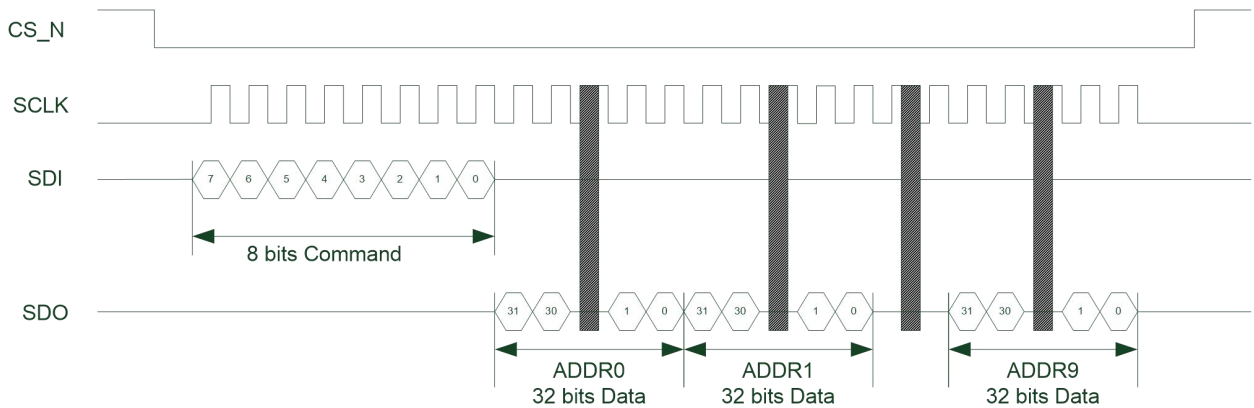 CS_N
SCLK
SDI
7 6 5 4 3 2 1 0
8 bits Command
SDO
31 30 1 0 31 30 1 0 31 30 1 0
ADDR0 ADDR1 ADDR9
32 bits Data 32 bits Data 32 bits Data